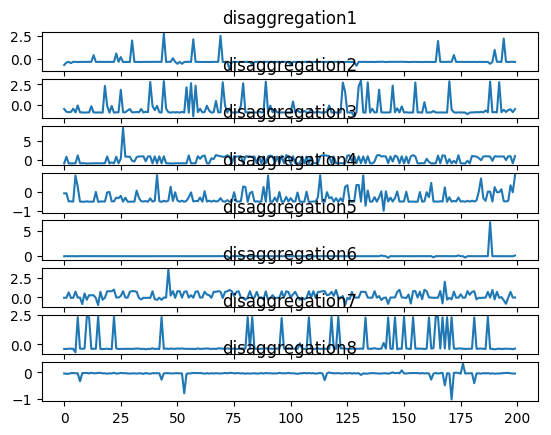 disaggregation1
2.5
0.0
disaggregation2
2.5
0.0
disaggregation3
5
0
disaggregation4
0
−1
disaggregation5
5
0
disaggregation6
2.5
0.0
disaggregation7
2.5
0.0
disaggregation8
0
−1
0 25 50 75 100 125 150 175 200